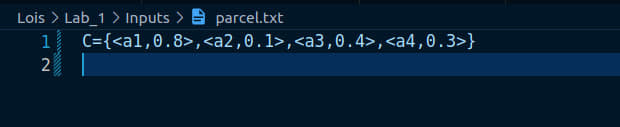 Lois > Lab_1 > Inputs > parcel.txt
1 C={<a1,0.8>,<a2,0.1>,<a3,0.4>,<a4,0.3>}
2